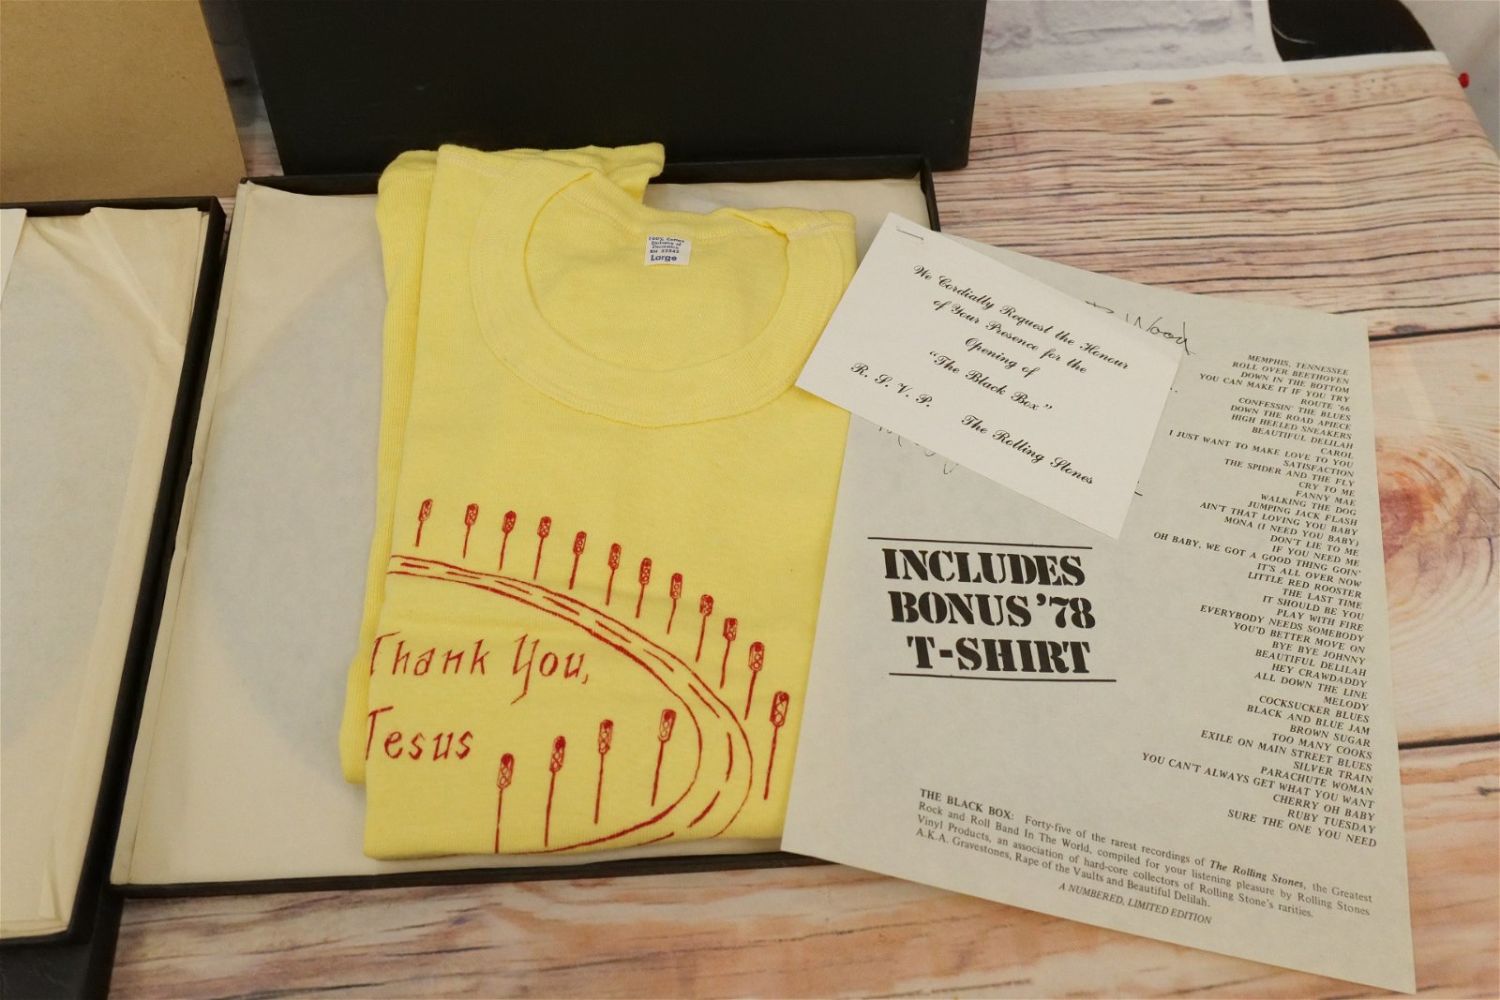 100% Cotton
Large
Thank You,
Jesus
We Cordially Request the Honour
of Your Presence for the
Opening of
"The Black Box"
R. S. V. P. The Rolling Stones
Wood
INCLUDES
BONUS '78
T-SHIRT
MEMPHIS, TENNESSEE
ROLL OVER BEETHOVEN
DOWN IN THE BOTTOM
YOU CAN MAKE IT IF YOU TRY
ROUTE '66
CONFESSIN' THE BLUES
DOWN THE ROAD APIECE
HIGH HEELED SNEAKERS
BEAUTIFUL DELILAH
CAROL
I JUST WANT TO MAKE LOVE TO YOU
SATISFACTION
THE SPIDER AND THE FLY
CRY TO ME
FANNY MAE
WALKING THE DOG
JUMPING JACK FLASH
AIN'T THAT LOVING YOU BABY
MONA (I NEED YOU BABY)
DON'T LIE TO ME
IF YOU NEED ME
OH BABY, WE GOT A GOOD THING GOIN'
IT'S ALL OVER NOW
LITTLE RED ROOSTER
THE LAST TIME
IT SHOULD BE YOU
PLAY WITH FIRE
EVERYBODY NEEDS SOMEBODY
YOU'D BETTER MOVE ON
BYE BYE JOHNNY
BEAUTIFUL DELILAH
HEY CRAWDADDY
ALL DOWN THE LINE
MELODY
COCKSUCKER BLUES
BLACK AND BLUE JAM
BROWN SUGAR
TOO MANY COOKS
EXILE ON MAIN STREET BLUES
SILVER TRAIN
PARACHUTE WOMAN
YOU CAN'T ALWAYS GET WHAT YOU WANT
CHERRY OH BABY
RUBY TUESDAY
SURE THE ONE YOU NEED
THE BLACK BOX: Forty-five of the rarest recordings of The Rolling Stones, the Greatest
Rock and Roll Band In The World, compiled for your listening pleasure by Rolling Stones
Vinyl Products, an association of hard-core collectors of Rolling Stone's rarities.
A.K.A. Gravestones, Rape of the Vaults and Beautiful Delilah.
A NUMBERED, LIMITED EDITION